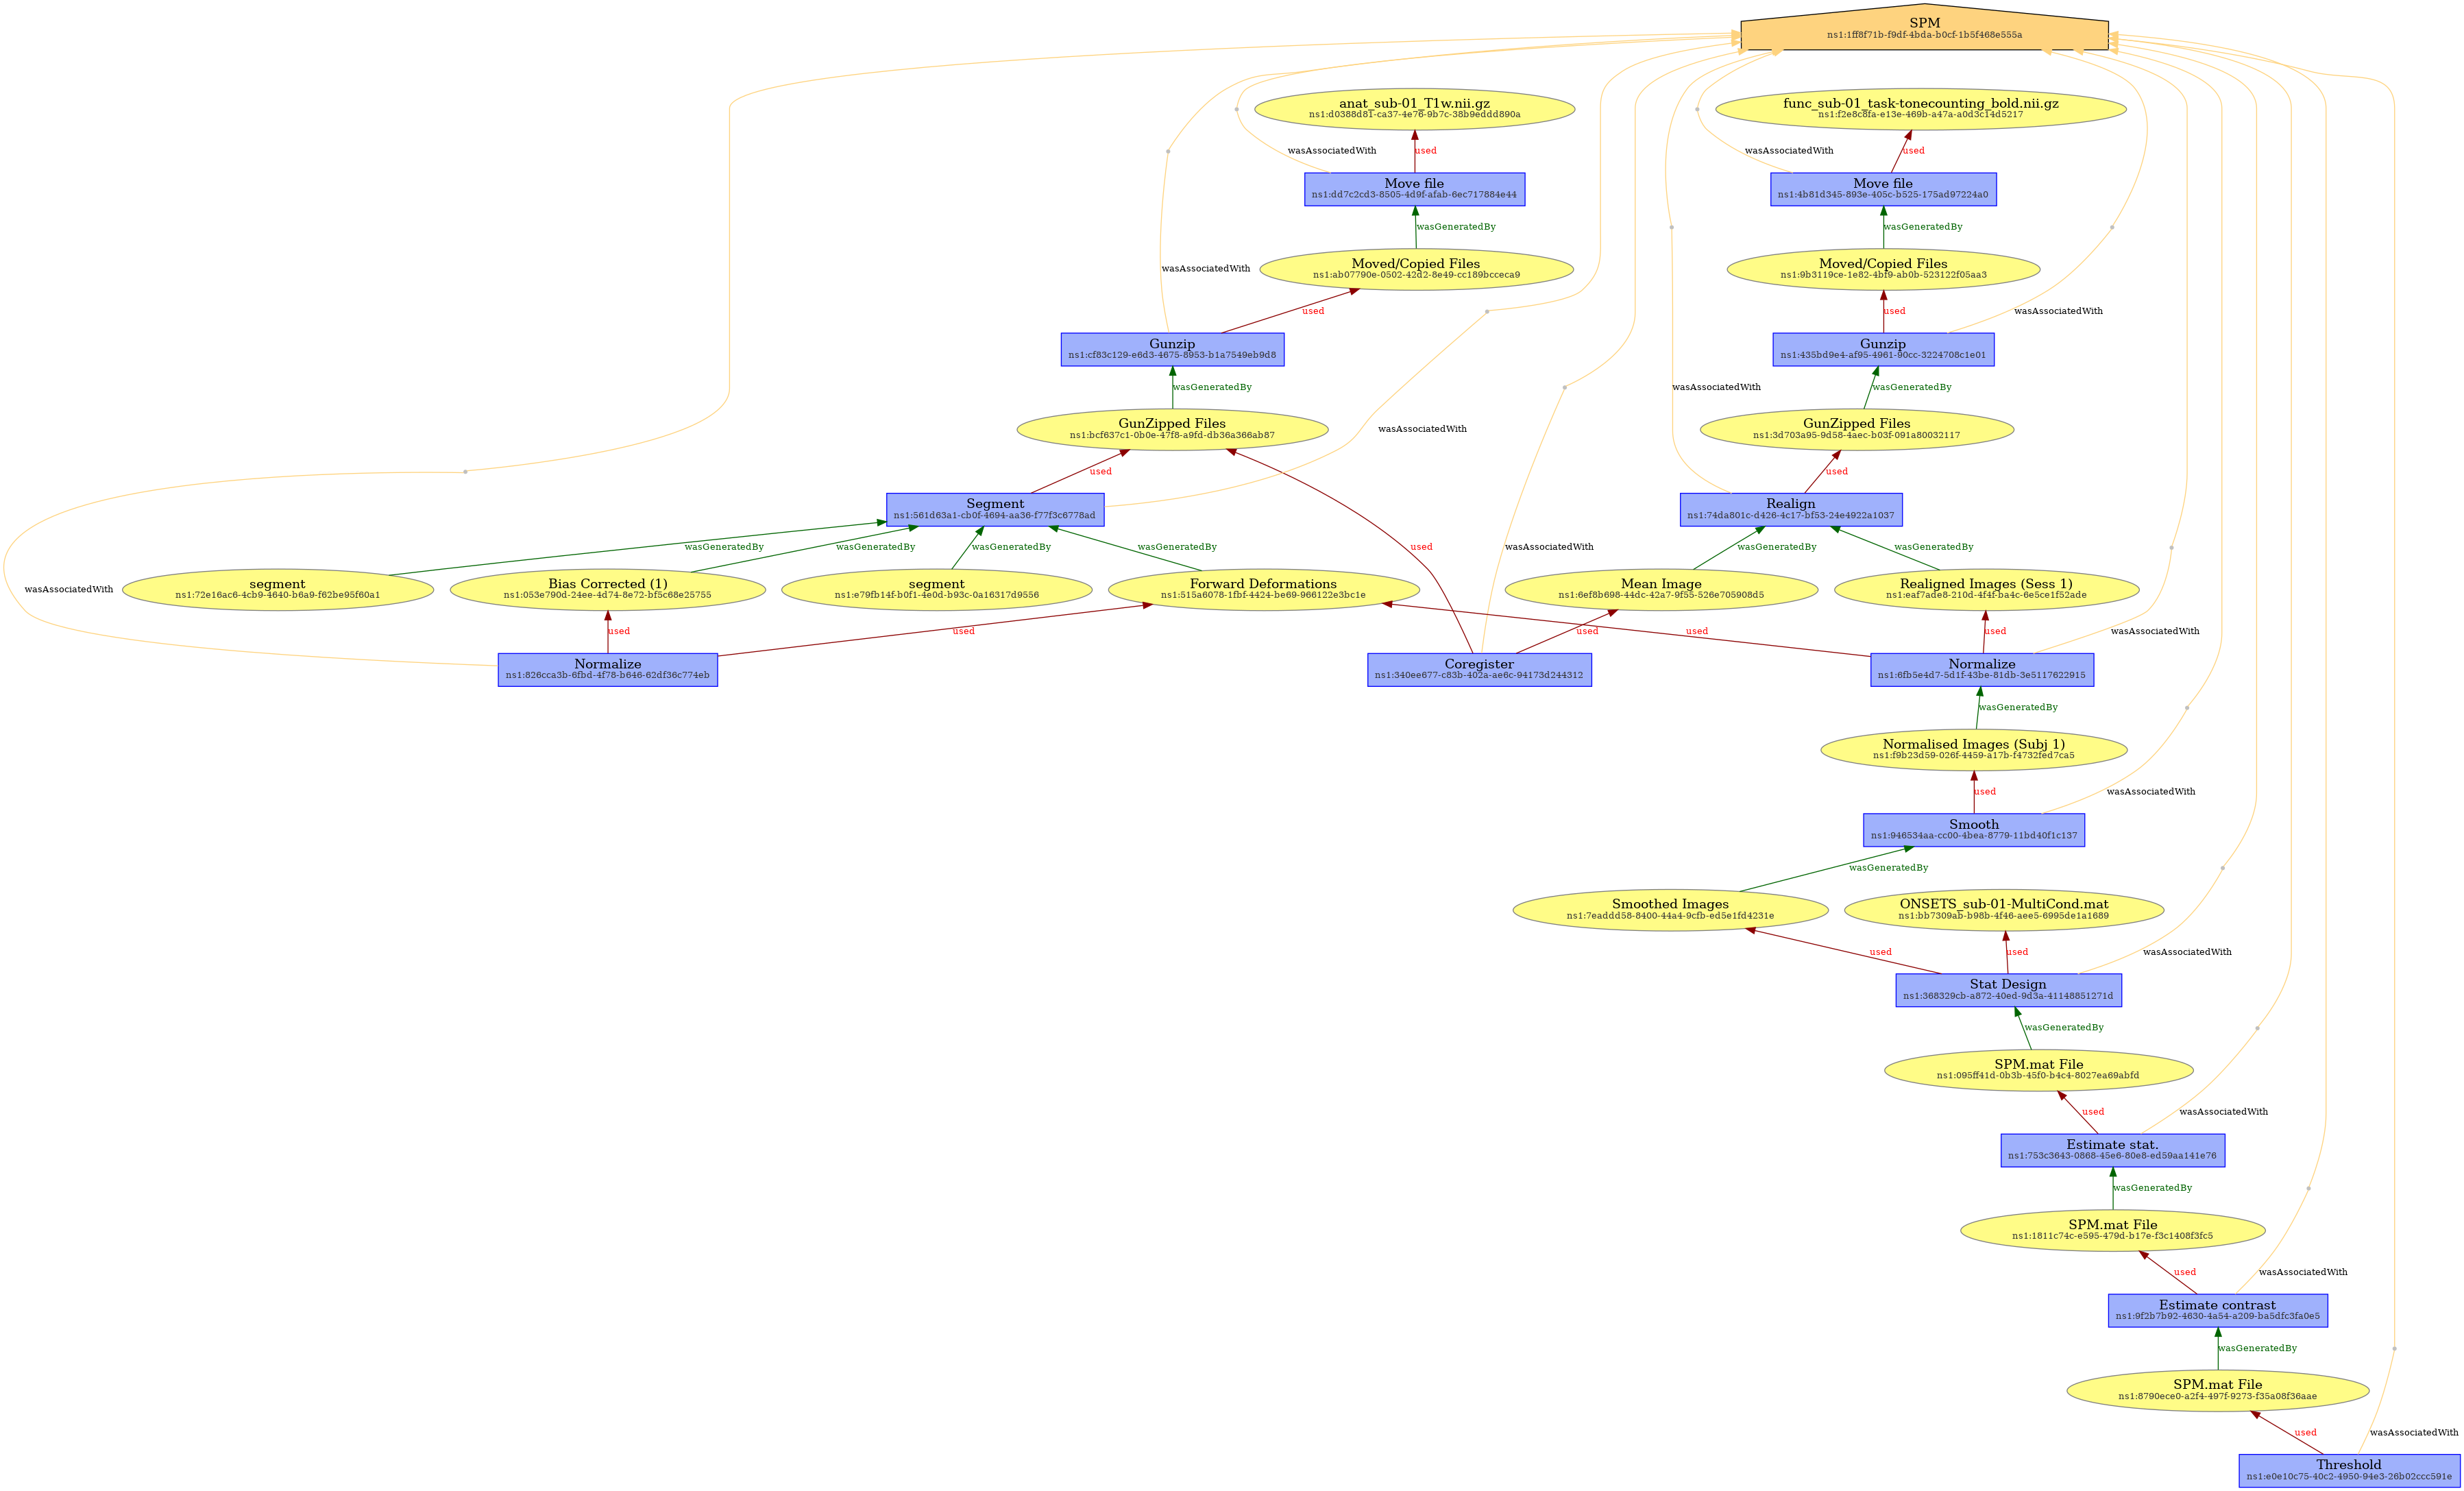 SPM
ns1:1ff8f71b-f9df-4bda-b0cf-1b5f468e555a
anat_sub-01_T1w.nii.gz
ns1:d0388d81-ca37-4e76-9b7c-38b9eddd890a
func_sub-01_task-tonecounting_bold.nii.gz
ns1:f2e8c8fa-e13e-469b-a47a-a0d3c14d5217
wasAssociatedWith
used
wasAssociatedWith
used
Move file
ns1:dd7c2cd3-8505-4d9f-afab-6ec717884e44
Move file
ns1:4b81d345-893e-405c-b525-175ad97224a0
wasGeneratedBy
wasGeneratedBy
wasAssociatedWith
Moved/Copied Files
ns1:ab07790e-0502-42d2-8e49-cc189bcceca9
Moved/Copied Files
ns1:9b3119ce-1e82-4bf9-ab0b-523122f05aa3
used
used
wasAssociatedWith
Gunzip
ns1:cf83c129-e6d3-4675-8953-b1a7549eb9d8
Gunzip
ns1:435bd9e4-af95-4961-90cc-3224708c1e01
wasGeneratedBy
wasAssociatedWith
wasGeneratedBy
GunZipped Files
ns1:bcf637c1-0b0e-47f8-a9fd-db36a366ab87
wasAssociatedWith
GunZipped Files
ns1:3d703a95-9d58-4aec-b03f-091a80032117
used
used
Segment
ns1:561d63a1-cb0f-4694-aa36-f77f3c6778ad
Realign
ns1:74da801c-d426-4c17-bf53-24e4922a1037
wasGeneratedBy
wasGeneratedBy
wasGeneratedBy
wasGeneratedBy
used
wasAssociatedWith
wasGeneratedBy
wasGeneratedBy
wasAssociatedWith
segment
ns1:72e16ac6-4cb9-4640-b6a9-f62be95f60a1
Bias Corrected (1)
ns1:053e790d-24ee-4d74-8e72-bf5c68e25755
segment
ns1:e79fb14f-b0f1-4e0d-b93c-0a16317d9556
Forward Deformations
ns1:515a6078-1fbf-4424-be69-966122e3bc1e
Mean Image
ns1:6ef8b698-44dc-42a7-9f55-526e705908d5
Realigned Images (Sess 1)
ns1:eaf7ade8-210d-4f4f-ba4c-6e5ce1f52ade
used
used
used
used
used
wasAssociatedWith
Normalize
ns1:826cca3b-6fbd-4f78-b646-62df36c774eb
Coregister
ns1:340ee677-c83b-402a-ae6c-94173d244312
Normalize
ns1:6fb5e4d7-5d1f-43be-81db-3e5117622915
wasGeneratedBy
Normalised Images (Subj 1)
ns1:f9b23d59-026f-4459-a17b-f4732fed7ca5
used
wasAssociatedWith
Smooth
ns1:946534aa-cc00-4bea-8779-11bd40f1c137
wasGeneratedBy
Smoothed Images
ns1:7eaddd58-8400-44a4-9cfb-ed5e1fd4231e
ONSETS_sub-01-MultiCond.mat
ns1:bb7309ab-b98b-4f46-aee5-6995de1a1689
used
used
wasAssociatedWith
Stat Design
ns1:368329cb-a872-40ed-9d3a-41148851271d
wasGeneratedBy
SPM.mat File
ns1:095ff41d-0b3b-45f0-b4c4-8027ea69abfd
used
wasAssociatedWith
Estimate stat.
ns1:753c3643-0868-45e6-80e8-ed59aa141e76
wasGeneratedBy
SPM.mat File
ns1:1811c74c-e595-479d-b17e-f3c1408f3fc5
used
wasAssociatedWith
Estimate contrast
ns1:9f2b7b92-4630-4a54-a209-ba5dfc3fa0e5
wasGeneratedBy
SPM.mat File
ns1:8790ece0-a2f4-497f-9273-f35a08f36aae
used
wasAssociatedWith
Threshold
ns1:e0e10c75-40c2-4950-94e3-26b02ccc591e